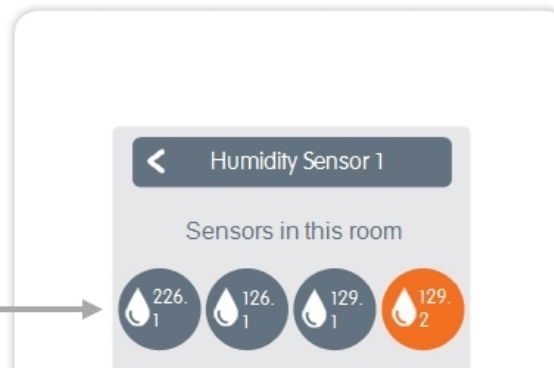 Humidity Sensor 1
Sensors in this room
226. 126. 129. 129.
1 1 1 2